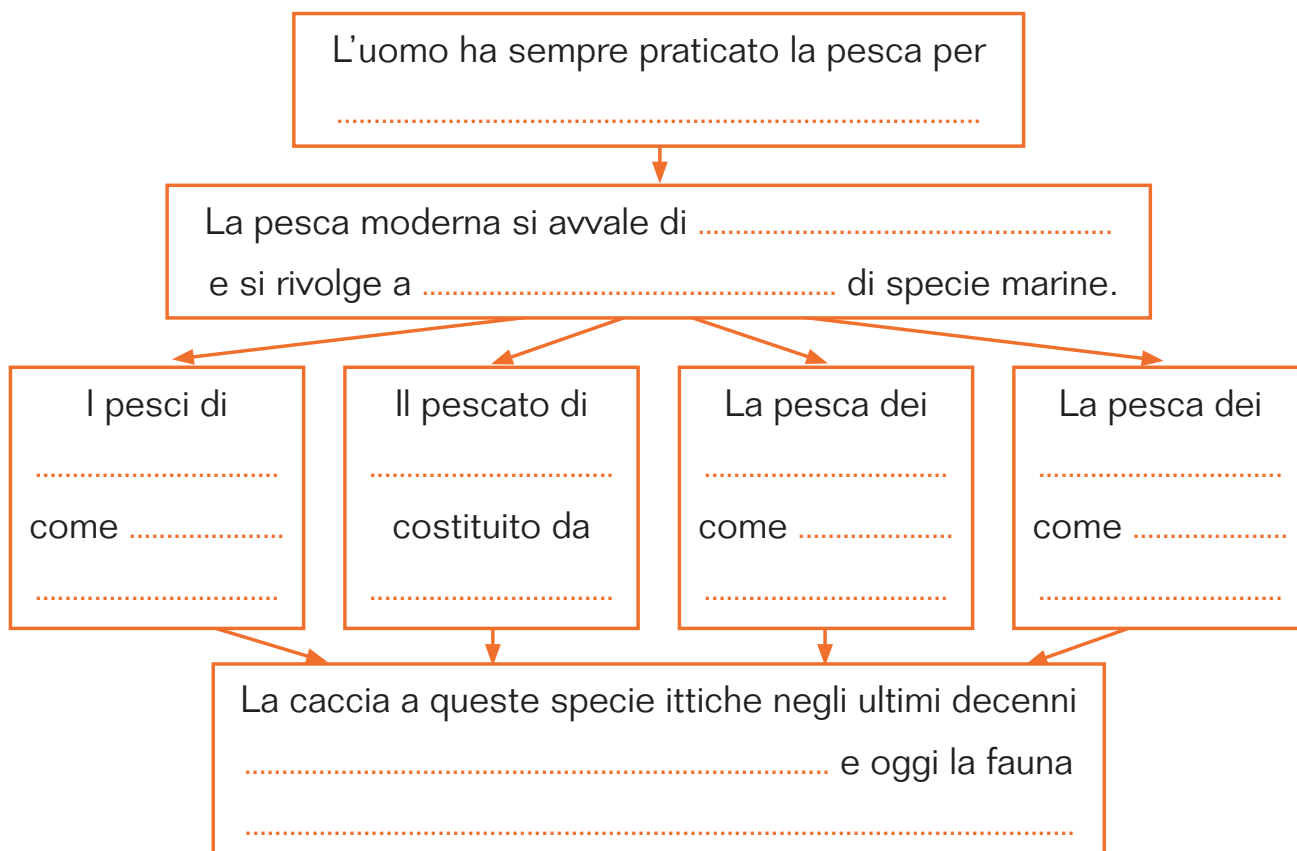 L'uomo ha sempre praticato la pesca per
................................................................................
La pesca moderna si avvale di ........................................................
e si rivolge a ........................................................ di specie marine.
I pesci di
.................................
come .....................
.................................
Il pescato di
.................................
costituito da
.................................
La pesca dei
.................................
come .....................
.................................
La pesca dei
.................................
come .....................
.................................
La caccia a queste specie ittiche negli ultimi decenni
................................................................................ e oggi la fauna
................................................................................................................